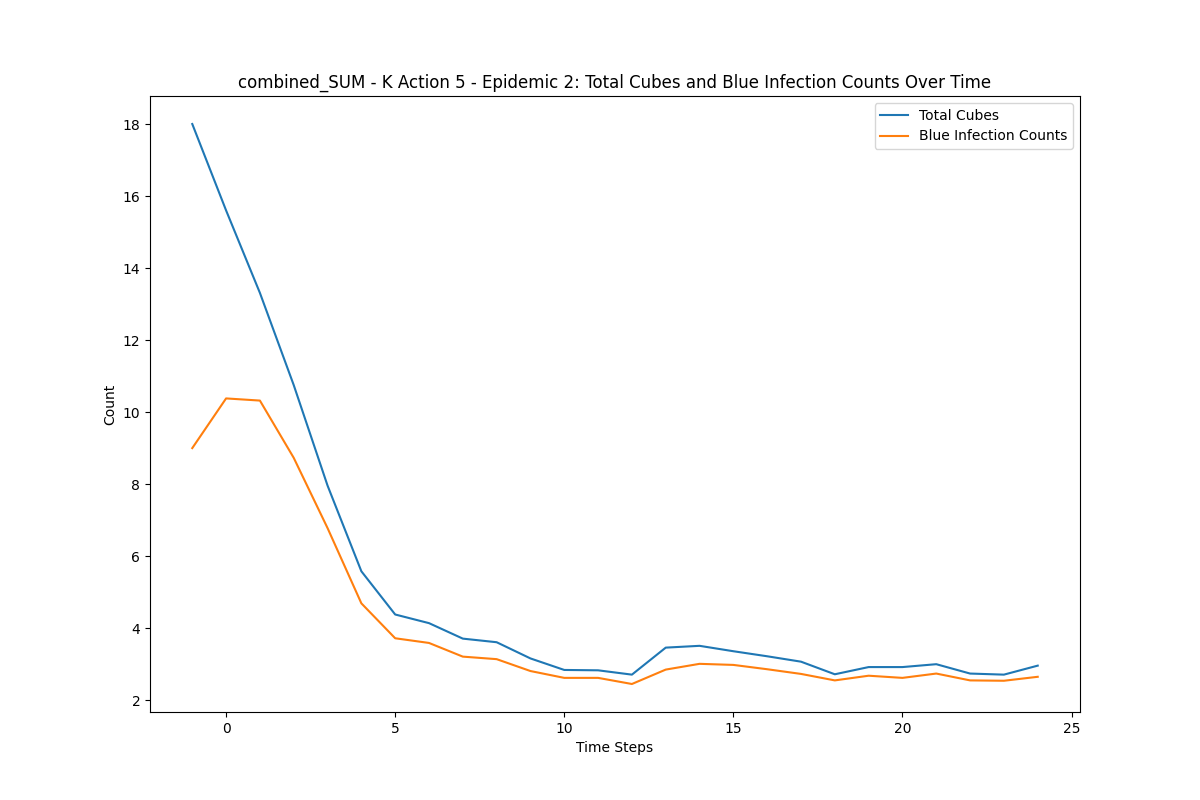 combined_SUM - K Action 5 - Epidemic 2: Total Cubes and Blue Infection Counts Over Time
Total Cubes
Blue Infection Counts
18
16
14
12
10
8
6
4
2
Count
0 5 10 15 20 25
Time Steps